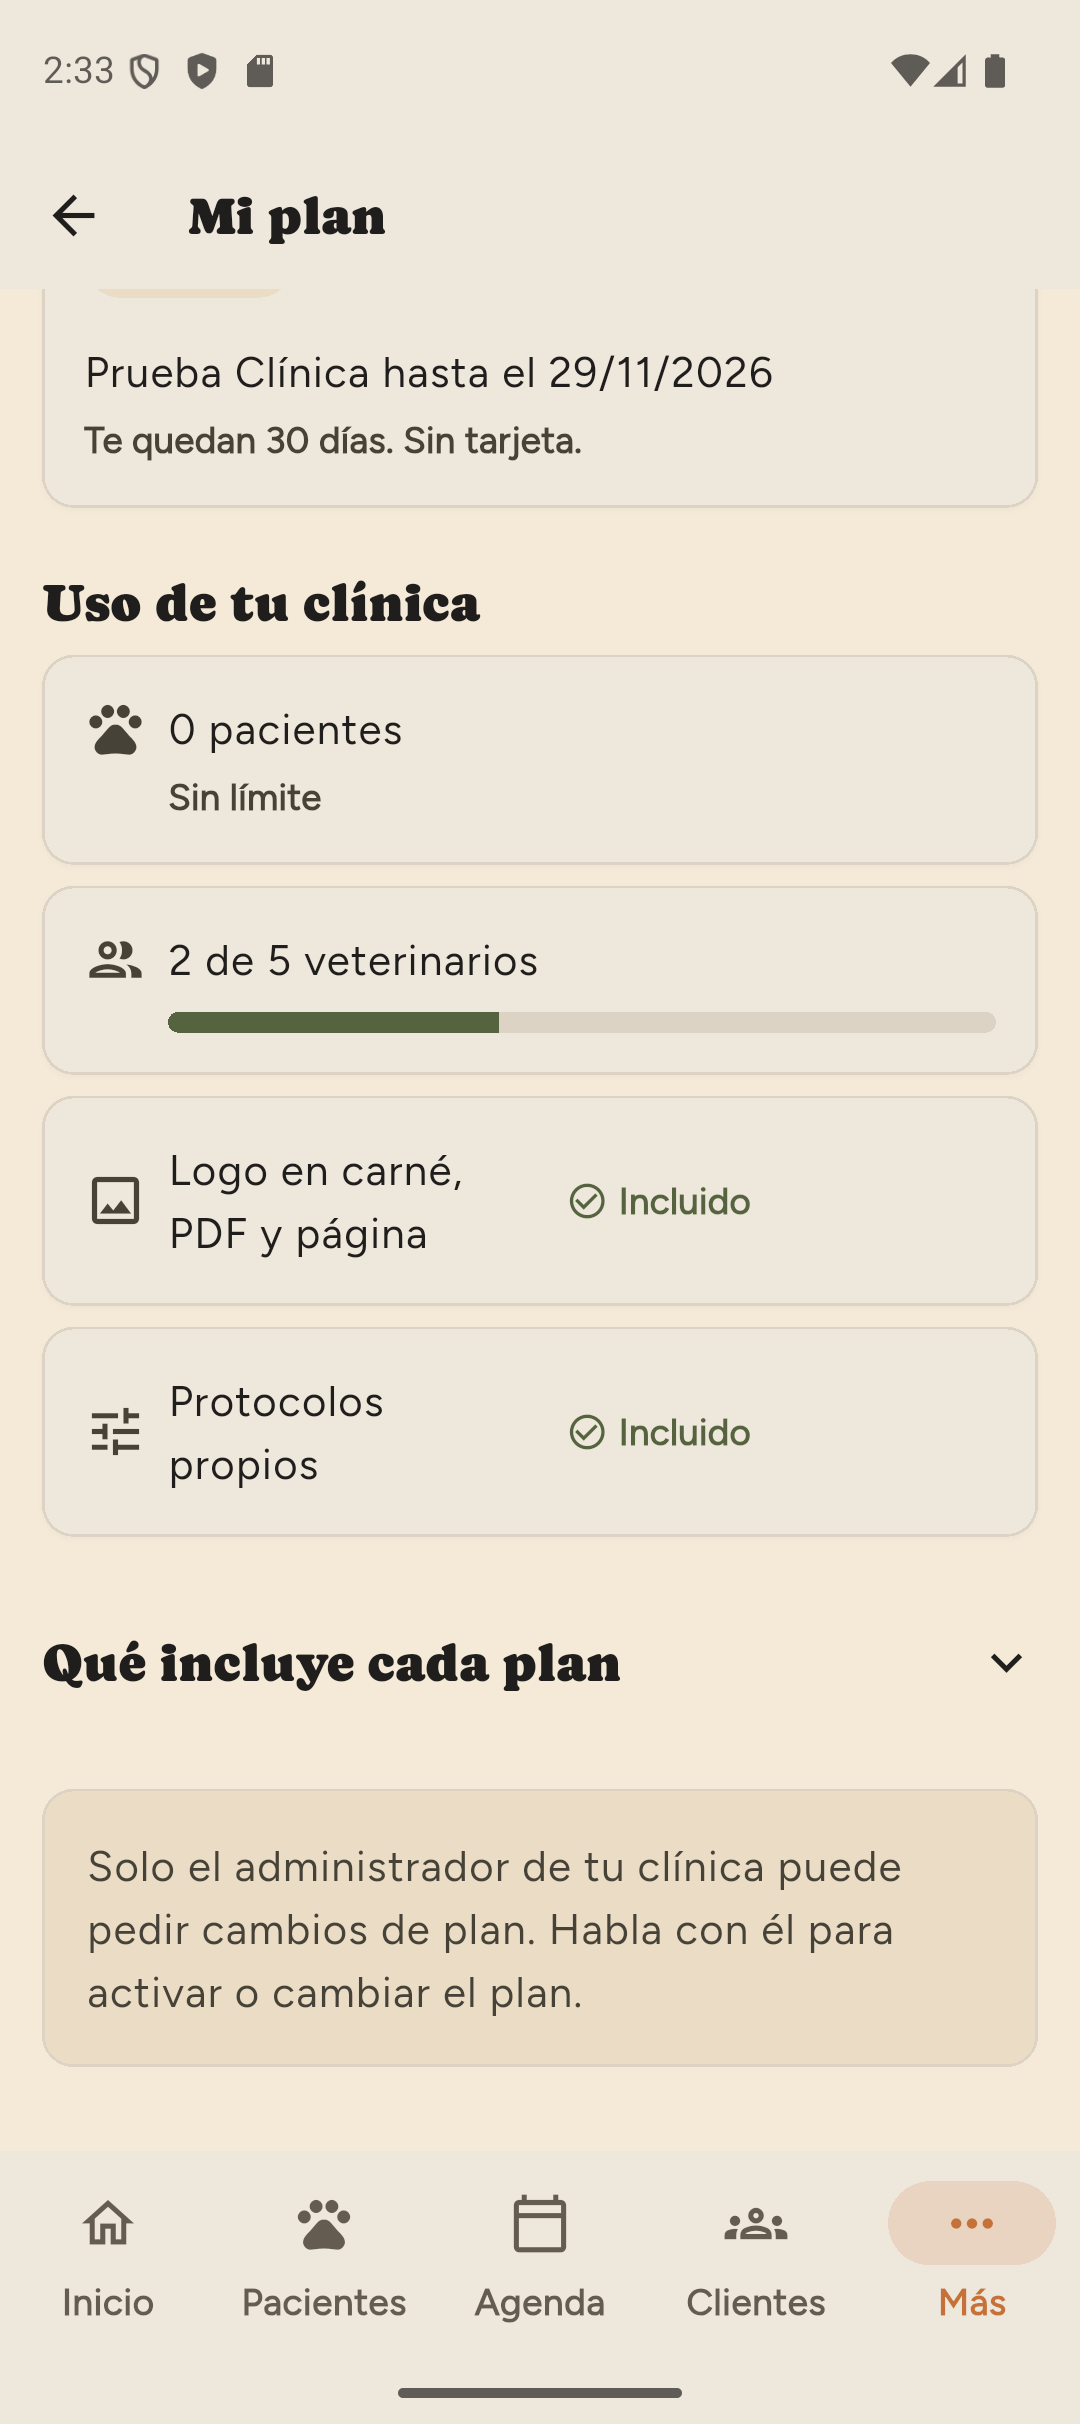 2:33
Mi plan
Prueba Clínica hasta el 29/11/2026
Te quedan 30 días. Sin tarjeta.
Uso de tu clínica
0 pacientes
Sin límite
2 de 5 veterinarios
Logo en carné,
PDF y página
Incluido
Protocolos
propios
Incluido
Qué incluye cada plan
Solo el administrador de tu clínica puede
pedir cambios de plan. Habla con él para
activar o cambiar el plan.
Inicio
Pacientes
Agenda
Clientes
Más